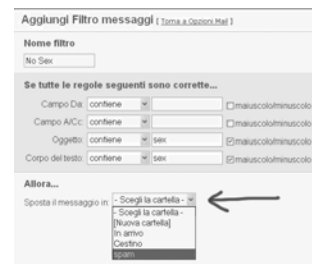 Aggiungi Filtro messaggi [ Torna a Opzioni Mail ]
Nome filtro
No Sex
Se tutte le regole seguenti sono corrette...
Campo Da: contiene maiuscolo/minuscolo
Campo A/Cc: contiene maiuscolo/minuscolo
Oggetto: contiene sex maiuscolo/minuscolo
Corpo del testo: contiene sex maiuscolo/minuscolo
Allora...
Sposta il messaggio in: - Scegli la cartella -
- Scegli la cartella -
[Nuova cartella]
In arrivo
Cestino
spam